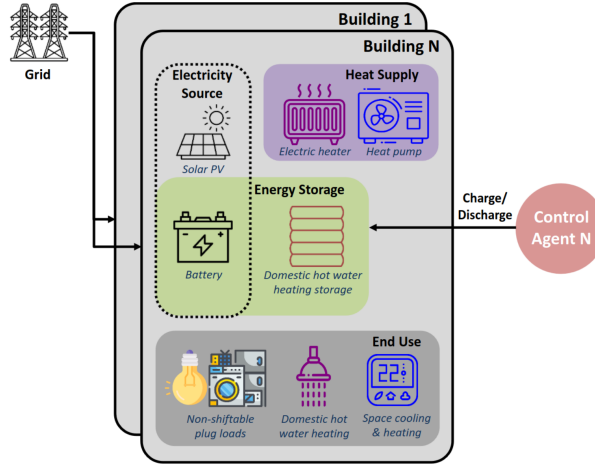 Building 1
Building N
Grid
Electricity
Source
Solar PV
Heat Supply
Electric heater
Heat pump
Energy Storage
Battery
Domestic hot water
heating storage
Charge/
Discharge
Control
Agent N
End Use
22
Non-shiftable
plug loads
Domestic hot
water heating
Space cooling
& heating